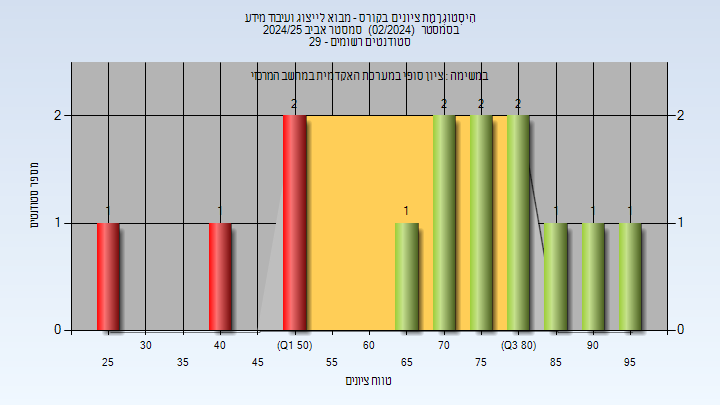 היסטוגרמת ציונים בקורס - מבוא לייצוג ועיבוד מידע
בסמסטר (02/2024) סמסטר אביב 2024/25
סטודנטים רשומים - 29
במשימה : ציון סופי במערכת האקדמית במחשב המרכזי
2 2 2 2
1 1 1 1 1 1
מספר סטודנטים
2 2
1 1
0 0
30 40 (Q1 50) 60 70 (Q3 80) 90
25 35 45 55 65 75 85 95
טווח ציונים